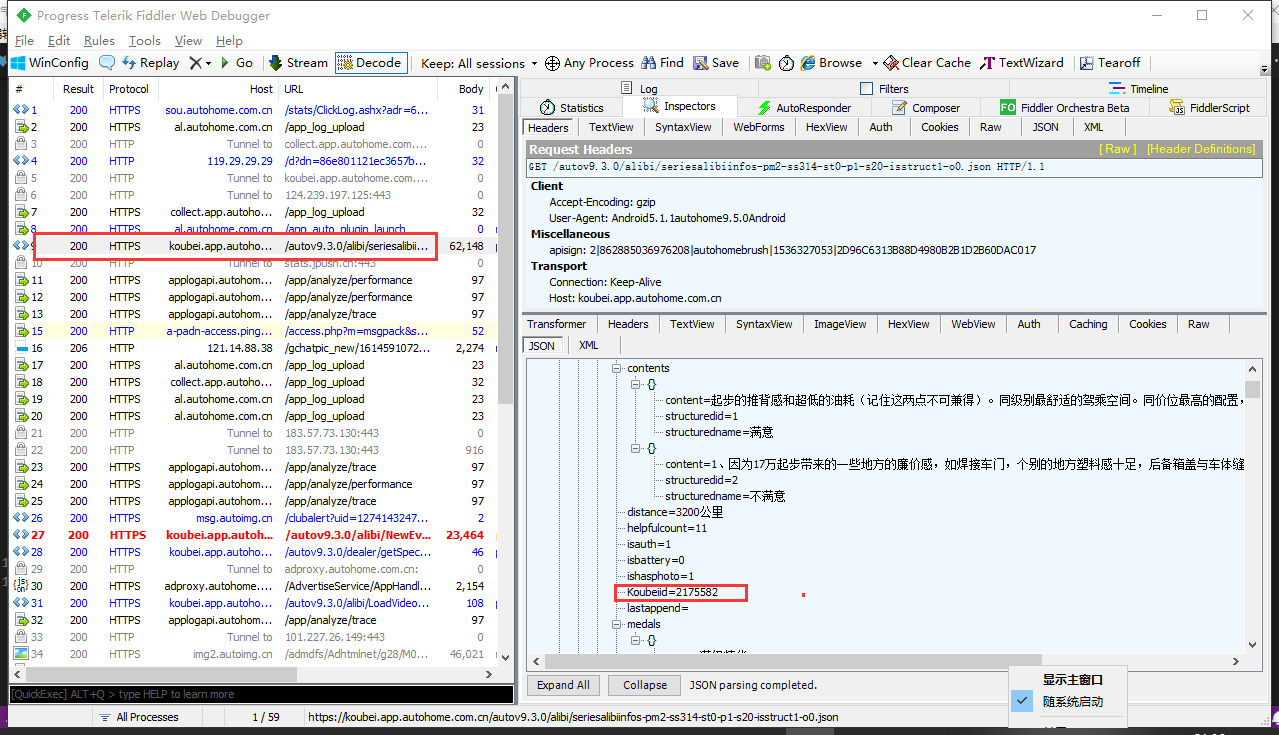 Progress Telerik Fiddler Web Debugger
File Edit Rules Tools View Help
WinConfig Replay Go Stream Decode Keep: All sessions Any Process Find Save Browse Clear Cache TextWizard Tearoff
# Result Protocol Host URL Body
1 200 HTTPS sou.autohome.com.cn /stats/ClickLog.ashx?adr=6... 31
2 200 HTTPS al.autohome.com.cn /app_log_upload 23
3 200 HTTP Tunnel to collect.app.autohome.com.... 0
4 200 HTTP 119.29.29.29 /d?dn=86e801121ec3657b... 32
5 200 HTTP Tunnel to koubei.app.autohome.com.... 0
6 200 HTTP Tunnel to 124.239.197.125:443 0
7 200 HTTPS collect.app.autoho... /app_log_upload 32
8 200 HTTPS al.autohome.com.cn /app_auto_plugin_launch 0
9 200 HTTPS koubei.app.autoho... /autov9.3.0/alibi/seriesalibii... 62,148
10 200 HTTP Tunnel to stats.jpush.cn:443 0
11 200 HTTPS applogapi.autohom... /app/analyze/performance 97
12 200 HTTPS applogapi.autohom... /app/analyze/performance 97
13 200 HTTPS applogapi.autohom... /app/analyze/trace 97
15 200 HTTP a-padn-access.ping... /access.php?m=msgpack&s... 52
16 206 HTTP 121.14.88.38 /gchatpic_new/1614591072... 2,274
17 200 HTTPS al.autohome.com.cn /app_log_upload 23
18 200 HTTPS collect.app.autoho... /app_log_upload 32
19 200 HTTPS al.autohome.com.cn /app_log_upload 23
20 200 HTTPS al.autohome.com.cn /app_log_upload 23
21 200 HTTP Tunnel to 183.57.73.130:443 0
22 200 HTTP Tunnel to 183.57.73.130:443 916
23 200 HTTPS applogapi.autohom... /app/analyze/trace 97
24 200 HTTPS applogapi.autohom... /app/analyze/performance 97
25 200 HTTPS applogapi.autohom... /app/analyze/trace 97
26 200 HTTPS msg.autoimg.cn /clubalert?uid=1274143247... 2
27 200 HTTPS koubei.app.autoh... /autov9.3.0/alibi/NewEv... 23,464
28 200 HTTPS koubei.app.autoho... /autov9.3.0/dealer/getSpec... 46
29 200 HTTP Tunnel to adproxy.autohome.com.cn: 0
30 200 HTTPS adproxy.autohome.... /AdvertiseService/AppHandl... 2,154
31 200 HTTPS koubei.app.autoho... /autov9.3.0/alibi/LoadVideo... 108
32 200 HTTPS applogapi.autohom... /app/analyze/trace 97
33 200 HTTP Tunnel to 101.227.26.149:443 0
34 200 HTTPS img2.autoimg.cn /admdfs/Adhtmlnet/g28/M0... 46,021
[QuickExec] ALT+Q > type HELP to learn more
All Processes 1 / 59 https://koubei.app.autohome.com.cn/autov9.3.0/alibi/seriesalibiinfos-pm2-ss314-st0-p1-s20-isstruct1-o0.json
Log Filters Timeline
Statistics Inspectors AutoResponder Composer FO Fiddler Orchestra Beta FiddlerScript
Headers TextView SyntaxView WebForms HexView Auth Cookies Raw JSON XML
Request Headers [ Raw ] [Header Definitions]
GET /autov9.3.0/alibi/seriesalibiinfos-pm2-ss314-st0-p1-s20-isstruct1-o0.json HTTP/1.1
Client
Accept-Encoding: gzip
User-Agent: Android5.1.1autohome9.5.0Android
Miscellaneous
apisign: 2|862885036976208|autohomebrush|1536327053|2D96C6313B88D4980B2B1D2B60DAC017
Transport
Connection: Keep-Alive
Host: koubei.app.autohome.com.cn
Transformer Headers TextView SyntaxView ImageView HexView WebView Auth Caching Cookies Raw
JSON XML
contents
{}
content=起步的推背感和超低的油耗（记住这两点不可兼得）。同级别最舒适的驾乘空间。同价位最高的配置，
structuredid=1
structuredname=满意
{}
content=1、因为17万起步带来的一些地方的廉价感，如焊接车门，个别的地方塑料感十足，后备箱盖与车体缝
structuredid=2
structuredname=不满意
distance=3200公里
helpfulcount=11
isauth=1
isbattery=0
ishasphoto=1
Koubeiid=2175582
lastappend=
medals
{}
Expand All Collapse JSON parsing completed.
显示主窗口
随系统启动